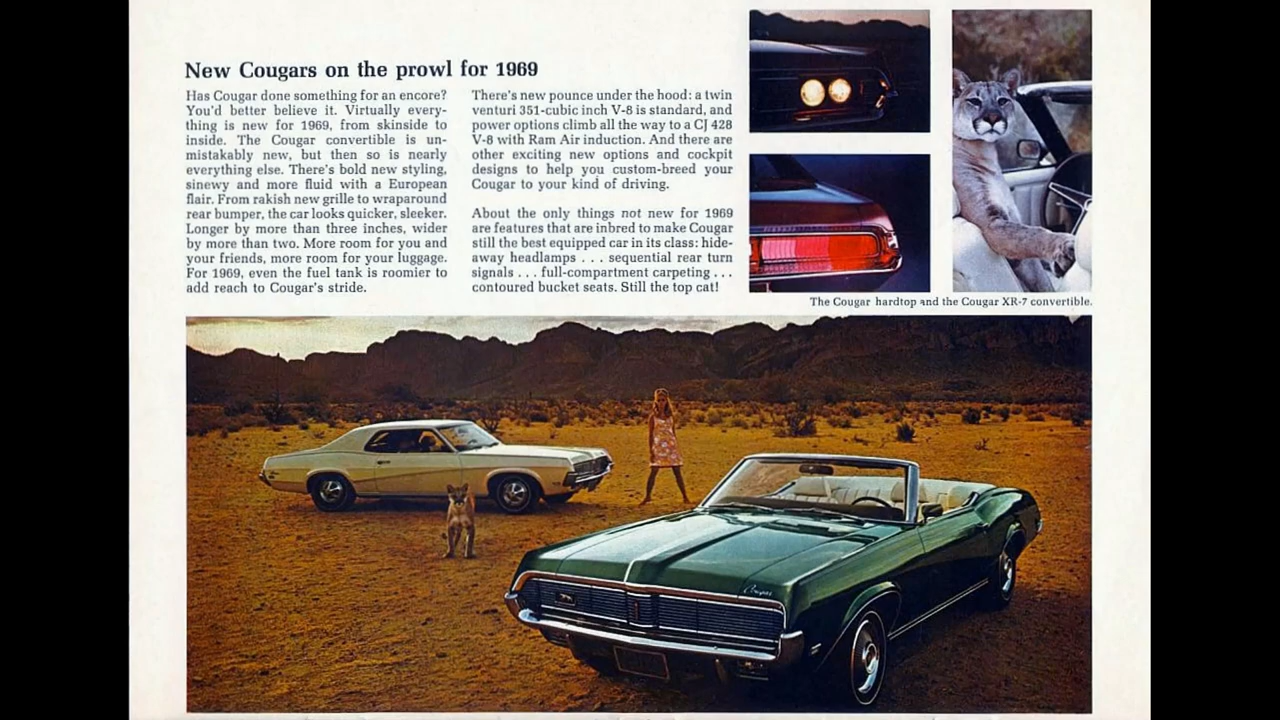 New Cougars on the prowl for 1969
Has Cougar done something for an encore?
You'd better believe it. Virtually every-
thing is new for 1969, from skinside to
inside. The Cougar convertible is un-
mistakably new, but then so is nearly
everything else. There's bold new styling,
sinewy and more fluid with a European
flair. From rakish new grille to wraparound
rear bumper, the car looks quicker, sleeker.
Longer by more than three inches, wider
by more than two. More room for you and
your friends, more room for your luggage.
For 1969, even the fuel tank is roomier to
add reach to Cougar's stride.
There's new pounce under the hood: a twin
venturi 351-cubic inch V-8 is standard, and
power options climb all the way to a CJ 428
V-8 with Ram Air induction. And there are
other exciting new options and cockpit
designs to help you custom-breed your
Cougar to your kind of driving.
About the only things not new for 1969
are features that are inbred to make Cougar
still the best equipped car in its class: hide-
away headlamps . . . sequential rear turn
signals . . . full-compartment carpeting . . .
contoured bucket seats. Still the top cat!
The Cougar hardtop and the Cougar XR-7 convertible.
Cougar